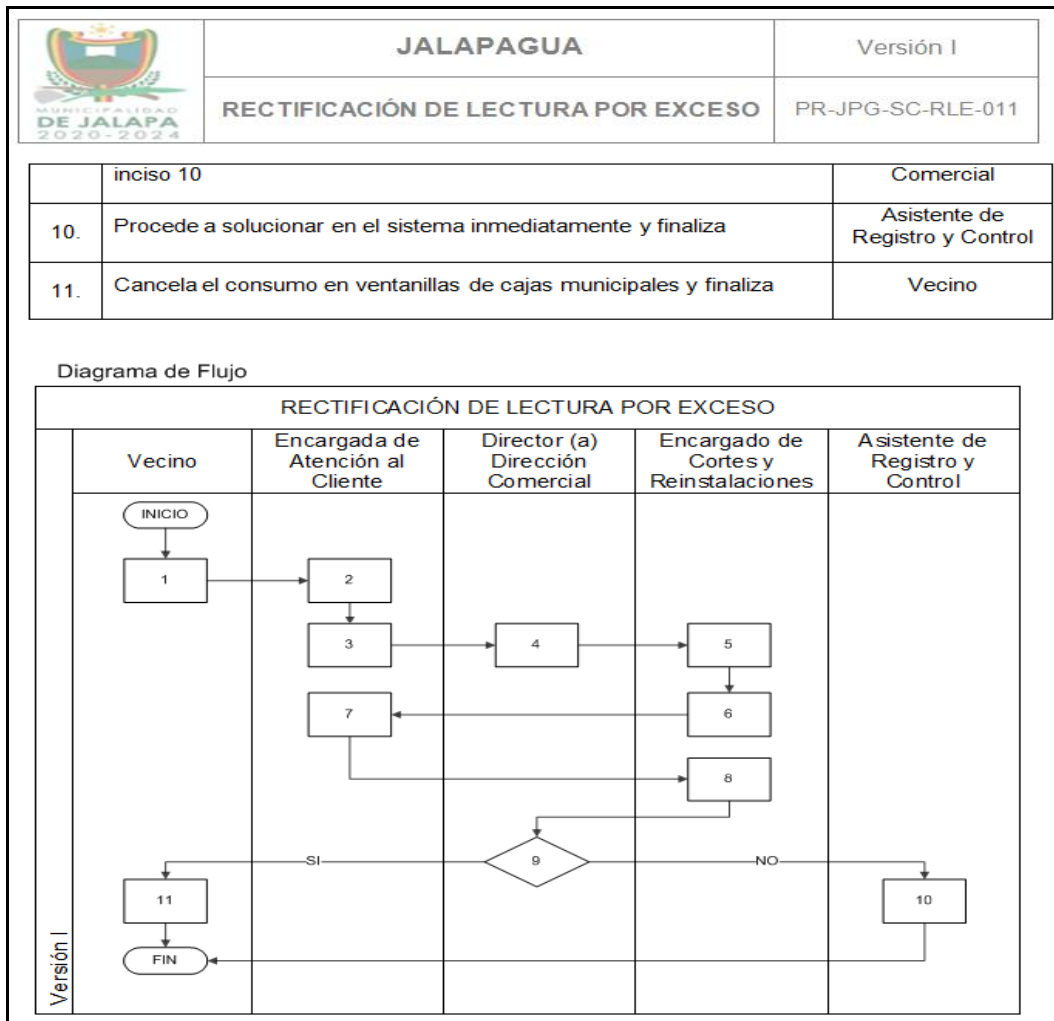 JALAPAGUA
Versión I
MUNICIPALIDAD
DE JALAPA
2020-2024
RECTIFICACIÓN DE LECTURA POR EXCESO
PR-JPG-SC-RLE-011
inciso 10
Comercial
10.
Procede a solucionar en el sistema inmediatamente y finaliza
Asistente de
Registro y Control
11.
Cancela el consumo en ventanillas de cajas municipales y finaliza
Vecino
Diagrama de Flujo
RECTIFICACIÓN DE LECTURA POR EXCESO
Vecino
Encargada de
Atención al
Cliente
Director (a)
Dirección
Comercial
Encargado de
Cortes y
Reinstalaciones
Asistente de
Registro y
Control
INICIO
1
2
3
4
5
7
6
8
9
SI
NO
11
10
FIN
Versión I